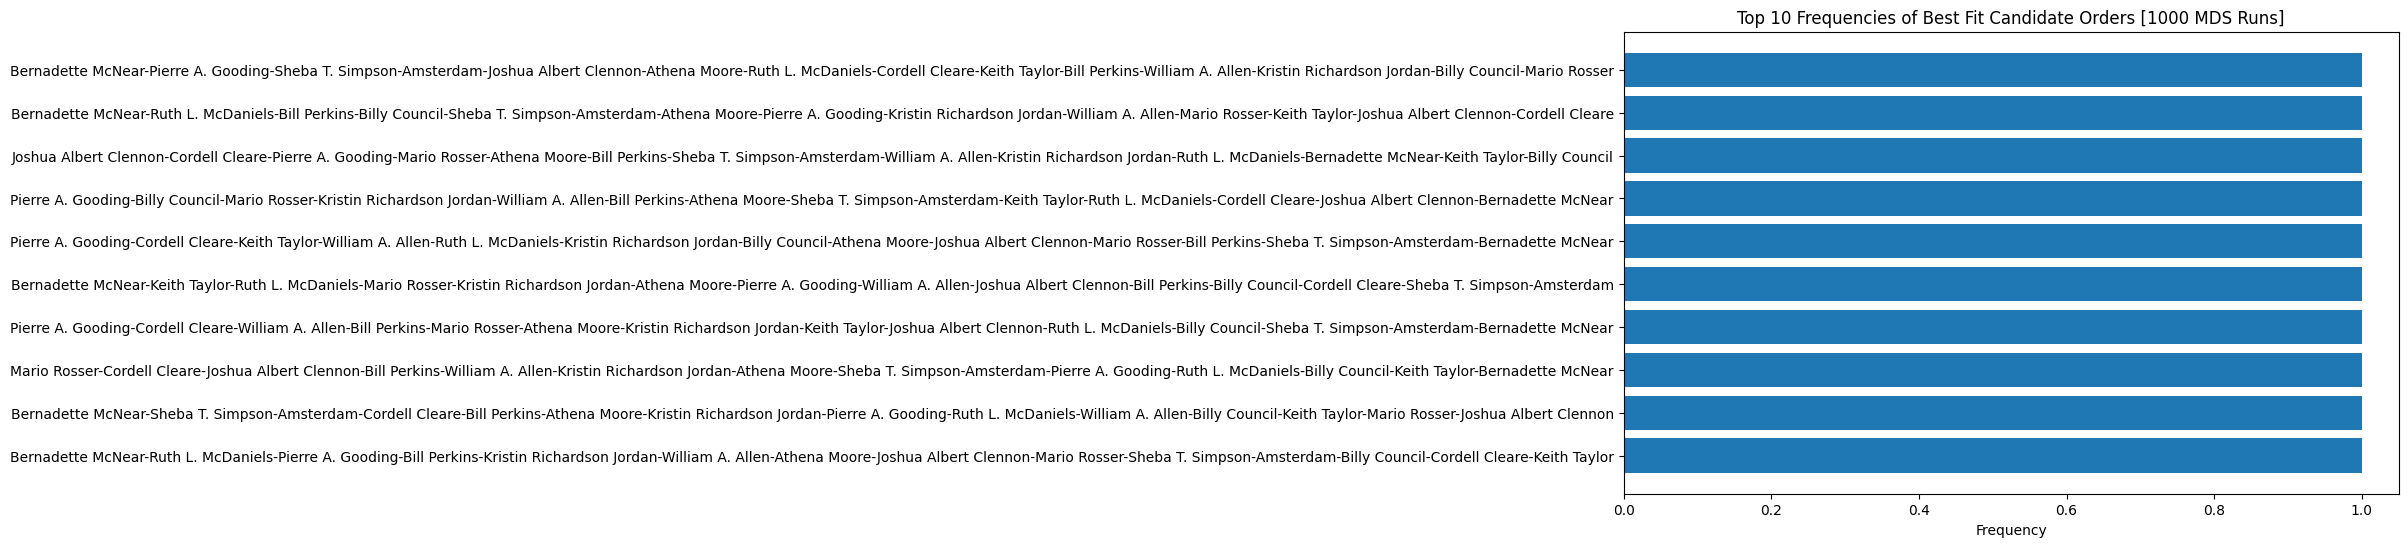 Top 10 Frequencies of Best Fit Candidate Orders [1000 MDS Runs]
Bernadette McNear-Pierre A. Gooding-Sheba T. Simpson-Amsterdam-Joshua Albert Clennon-Athena Moore-Ruth L. McDaniels-Cordell Cleare-Keith Taylor-Bill Perkins-William A. Allen-Kristin Richardson Jordan-Billy Council-Mario Rosser
Bernadette McNear-Ruth L. McDaniels-Bill Perkins-Billy Council-Sheba T. Simpson-Amsterdam-Athena Moore-Pierre A. Gooding-Kristin Richardson Jordan-William A. Allen-Mario Rosser-Keith Taylor-Joshua Albert Clennon-Cordell Cleare
Joshua Albert Clennon-Cordell Cleare-Pierre A. Gooding-Mario Rosser-Athena Moore-Bill Perkins-Sheba T. Simpson-Amsterdam-William A. Allen-Kristin Richardson Jordan-Ruth L. McDaniels-Bernadette McNear-Keith Taylor-Billy Council
Pierre A. Gooding-Billy Council-Mario Rosser-Kristin Richardson Jordan-William A. Allen-Bill Perkins-Athena Moore-Sheba T. Simpson-Amsterdam-Keith Taylor-Ruth L. McDaniels-Cordell Cleare-Joshua Albert Clennon-Bernadette McNear
Pierre A. Gooding-Cordell Cleare-Keith Taylor-William A. Allen-Ruth L. McDaniels-Kristin Richardson Jordan-Billy Council-Athena Moore-Joshua Albert Clennon-Mario Rosser-Bill Perkins-Sheba T. Simpson-Amsterdam-Bernadette McNear
Bernadette McNear-Keith Taylor-Ruth L. McDaniels-Mario Rosser-Kristin Richardson Jordan-Athena Moore-Pierre A. Gooding-William A. Allen-Joshua Albert Clennon-Bill Perkins-Billy Council-Cordell Cleare-Sheba T. Simpson-Amsterdam
Pierre A. Gooding-Cordell Cleare-William A. Allen-Bill Perkins-Mario Rosser-Athena Moore-Kristin Richardson Jordan-Keith Taylor-Joshua Albert Clennon-Ruth L. McDaniels-Billy Council-Sheba T. Simpson-Amsterdam-Bernadette McNear
Mario Rosser-Cordell Cleare-Joshua Albert Clennon-Bill Perkins-William A. Allen-Kristin Richardson Jordan-Athena Moore-Sheba T. Simpson-Amsterdam-Pierre A. Gooding-Ruth L. McDaniels-Billy Council-Keith Taylor-Bernadette McNear
Bernadette McNear-Sheba T. Simpson-Amsterdam-Cordell Cleare-Bill Perkins-Athena Moore-Kristin Richardson Jordan-Pierre A. Gooding-Ruth L. McDaniels-William A. Allen-Billy Council-Keith Taylor-Mario Rosser-Joshua Albert Clennon
Bernadette McNear-Ruth L. McDaniels-Pierre A. Gooding-Bill Perkins-Kristin Richardson Jordan-William A. Allen-Athena Moore-Joshua Albert Clennon-Mario Rosser-Sheba T. Simpson-Amsterdam-Billy Council-Cordell Cleare-Keith Taylor
0.0 0.2 0.4 0.6 0.8 1.0
Frequency